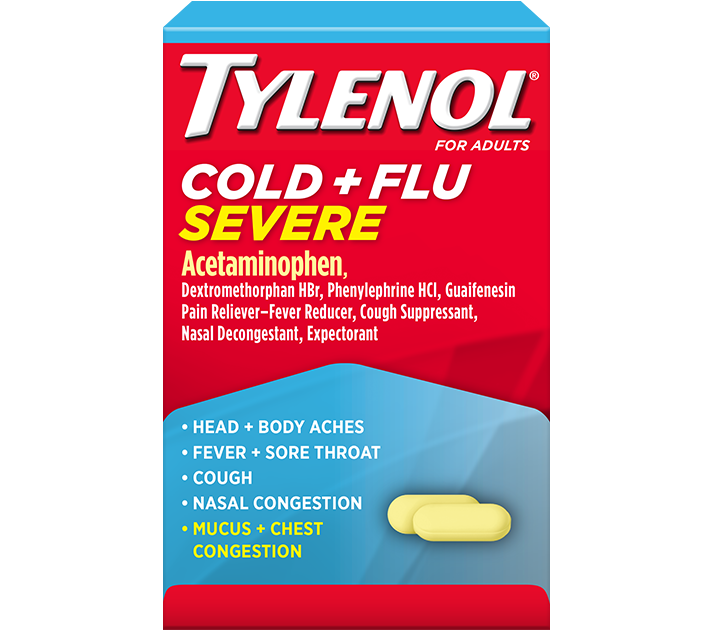 TYLENOL®
FOR ADULTS
COLD + FLU
SEVERE
Acetaminophen,
Dextromethorphan HBr, Phenylephrine HCl, Guaifenesin
Pain Reliever–Fever Reducer, Cough Suppressant,
Nasal Decongestant, Expectorant
• HEAD + BODY ACHES
• FEVER + SORE THROAT
• COUGH
• NASAL CONGESTION
• MUCUS + CHEST
CONGESTION